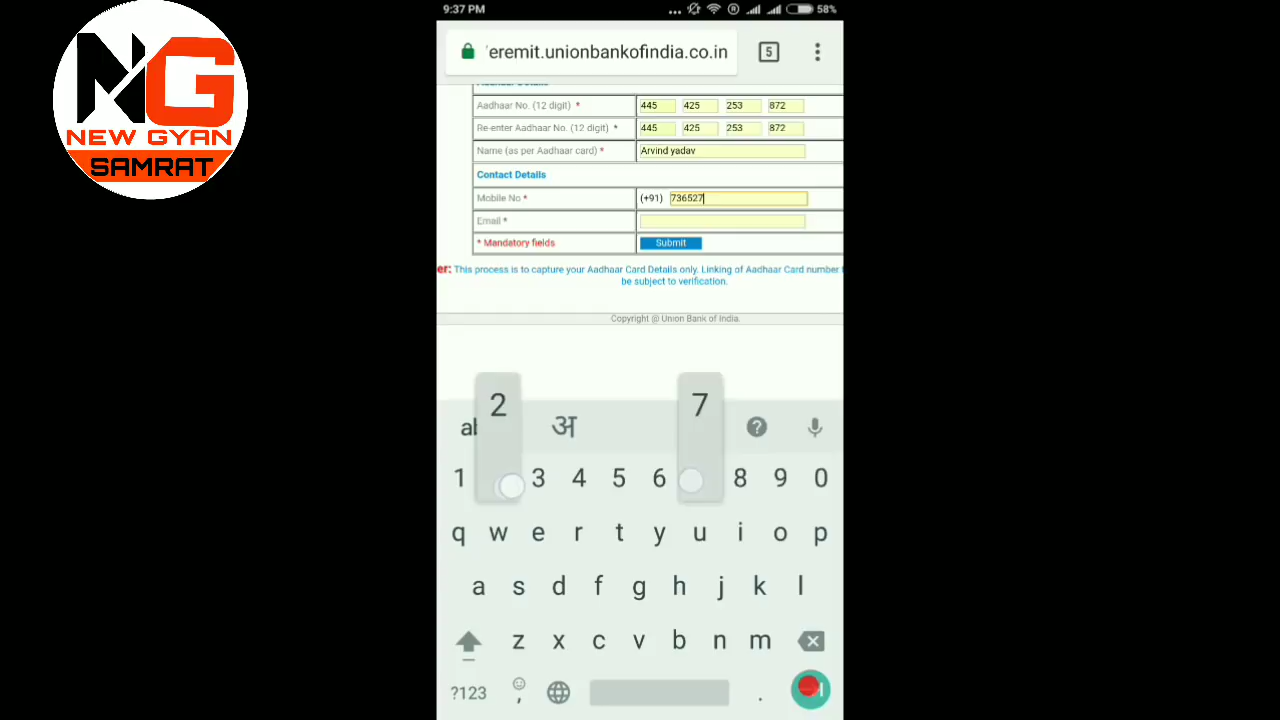 9:37 PM
58%
NG
NEW GYAN
SAMRAT
eremit.unionbankofindia.co.in
5
Aadhaar Details
Aadhaar No. (12 digit) * 445 425 253 872
Re-enter Aadhaar No. (12 digit) * 445 425 253 872
Name (as per Aadhaar card) * Arvind yadav
Contact Details
Mobile No * (+91) 736527
Email *
* Mandatory fields Submit
er: This process is to capture your Aadhaar Card Details only. Linking of Aadhaar Card number
be subject to verification.
Copyright @ Union Bank of India.
2 7
अ
1 3 4 5 6 8 9 0
q w e r t y u i o p
a s d f g h j k l
z x c v b n m
?123 , .